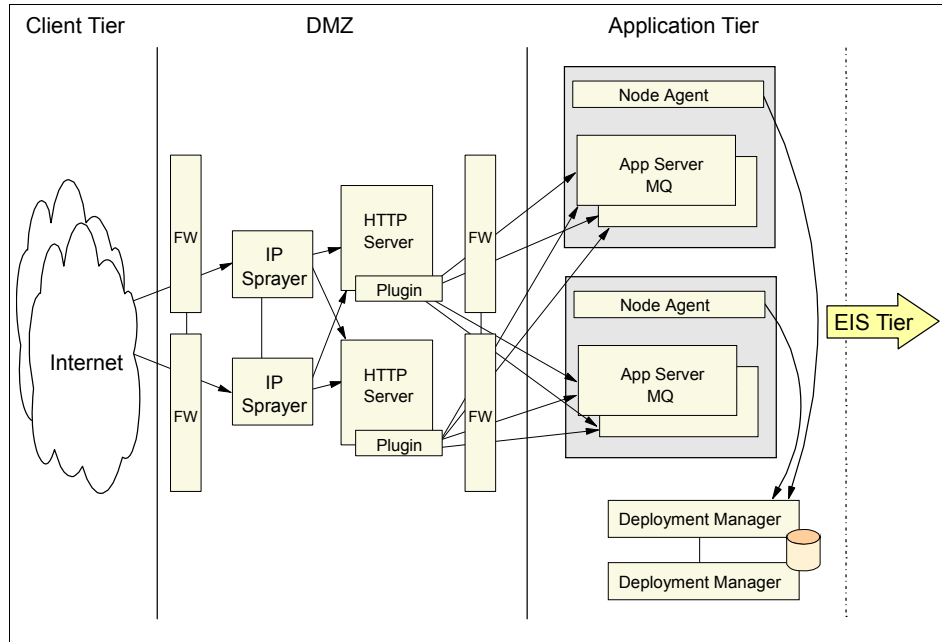 Client Tier
DMZ
Application Tier
Node Agent
App Server
MQ
FW
FW
HTTP
Server
IP
Sprayer
Plugin
Node Agent
EIS Tier
Internet
HTTP
Server
App Server
MQ
IP
Sprayer
FW
FW
Plugin
Deployment Manager
Deployment Manager